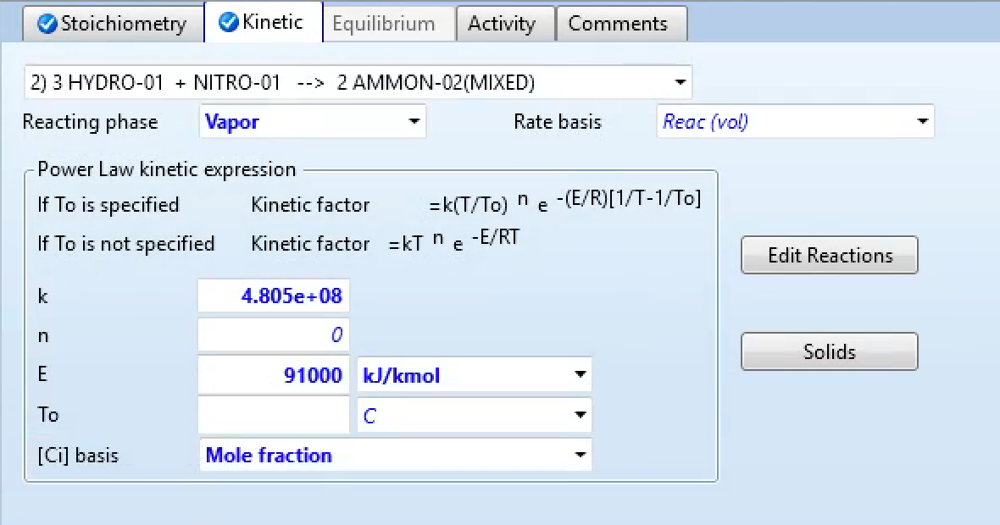 Stoichiometry Kinetic Equilibrium Activity Comments
2) 3 HYDRO-01 + NITRO-01 --> 2 AMMON-02(MIXED)
Reacting phase Vapor Rate basis Reac (vol)
Power Law kinetic expression
If To is specified Kinetic factor =k(T/To) n e -(E/R)[1/T-1/To]
If To is not specified Kinetic factor =kT n e -E/RT
Edit Reactions
k 4.805e+08
n 0
Solids
E 91000 kJ/kmol
To C
[Ci] basis Mole fraction